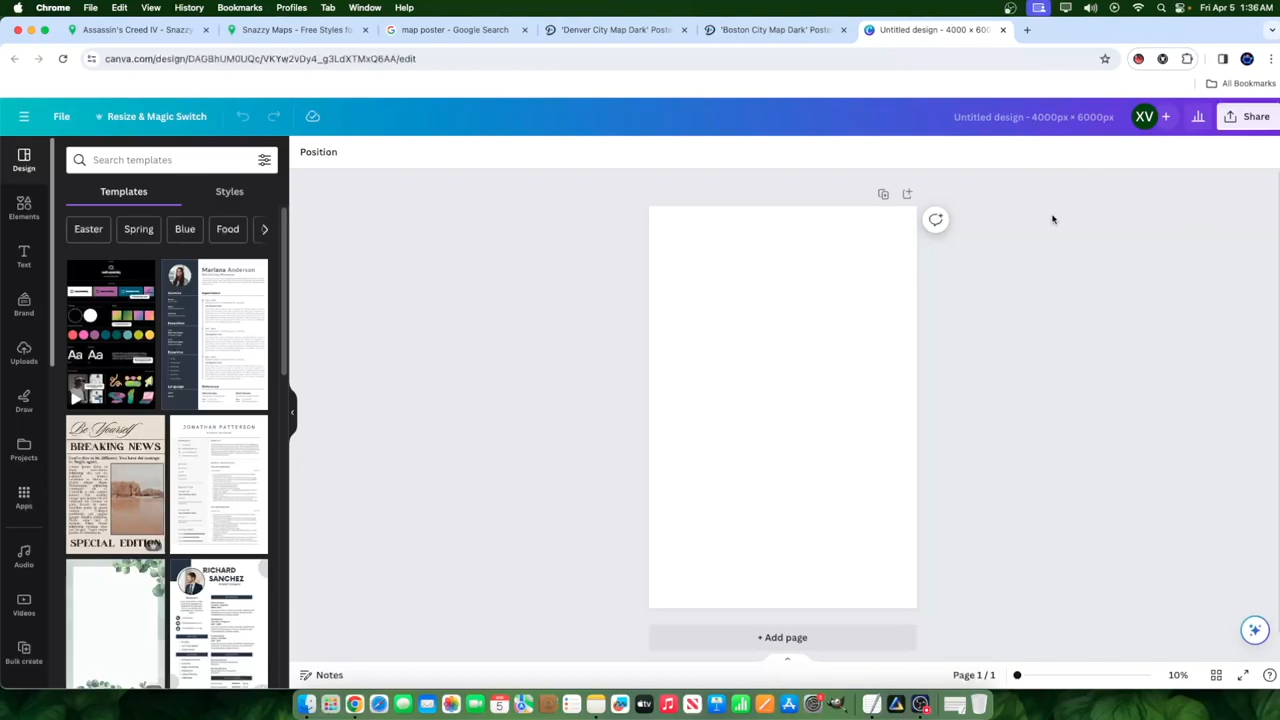 Chrome File Edit View History Bookmarks Profiles Tab Window Help Fri Apr 5 1:36 AM
Assassin's Creed IV - Snazzy Snazzy Maps - Free Styles for map poster - Google Search 'Denver City Map Dark' Poste 'Boston City Map Dark' Poste Untitled design - 4000 × 600
canva.com/design/DAGBhUM0UQc/VKYw2vDy4_g3LdXTMxQ6AA/edit
All Bookmarks
File Resize & Magic Switch Untitled design - 4000px × 6000px XV + Share
Design
Elements
Text
Brand
Uploads
Draw
Projects
Apps
Audio
Videos
Bulk create
Search templates
Templates Styles
Easter Spring Blue Food
Aa Aa
Mariana Anderson
Be Yourself
BREAKING NEWS
SPECIAL EDITION
JONATHAN PATTERSON
RICHARD
SANCHEZ
Position
+ Add page
Notes Page 1 / 1 10%